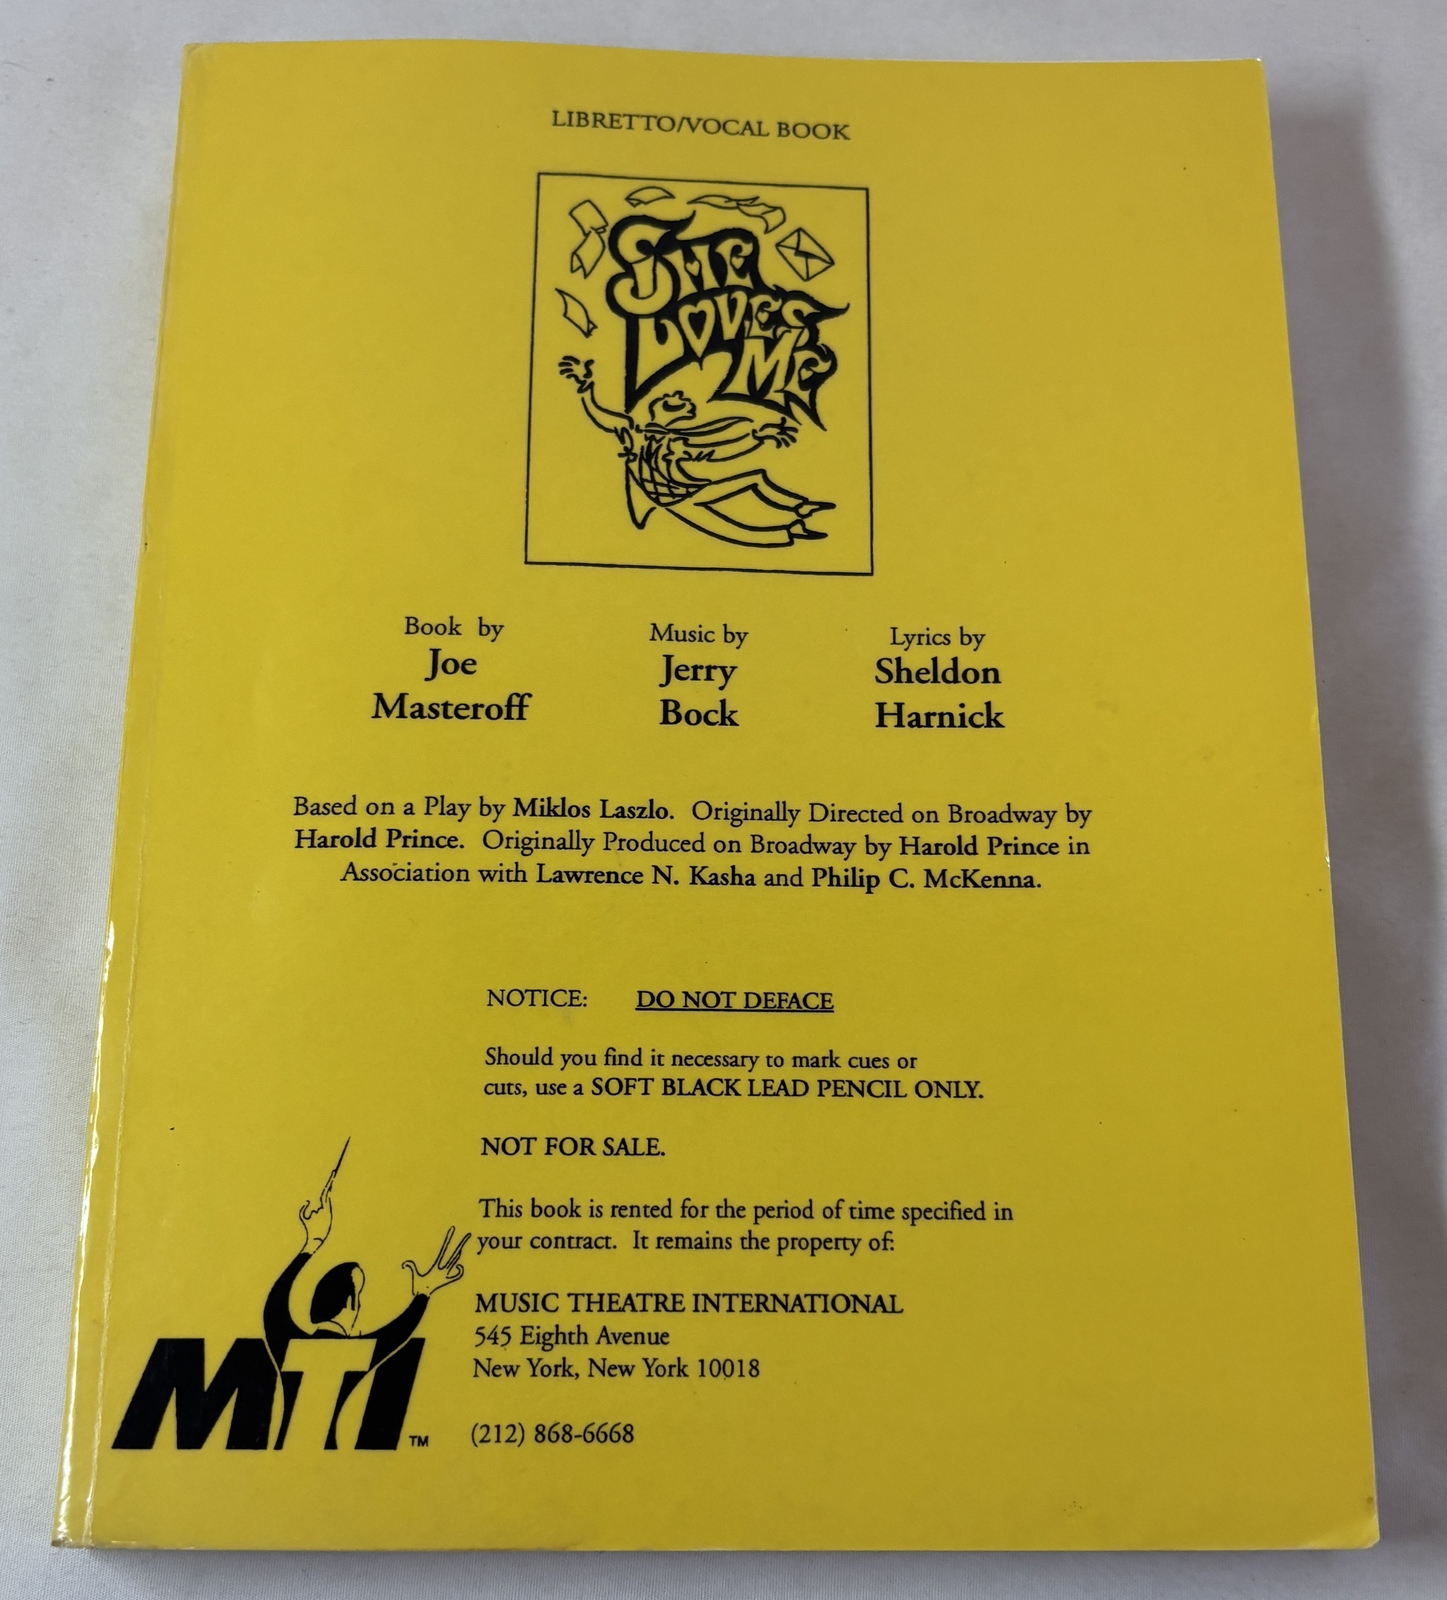 LIBRETTO/VOCAL BOOK
SHE
LOVES
ME
Book by
Joe
Masteroff
Music by
Jerry
Bock
Lyrics by
Sheldon
Harnick
Based on a Play by Miklos Laszlo. Originally Directed on Broadway by
Harold Prince. Originally Produced on Broadway by Harold Prince in
Association with Lawrence N. Kasha and Philip C. McKenna.
NOTICE: DO NOT DEFACE
Should you find it necessary to mark cues or
cuts, use a SOFT BLACK LEAD PENCIL ONLY.
NOT FOR SALE.
This book is rented for the period of time specified in
your contract. It remains the property of:
MUSIC THEATRE INTERNATIONAL
545 Eighth Avenue
New York, New York 10018
(212) 868-6668
MTI TM